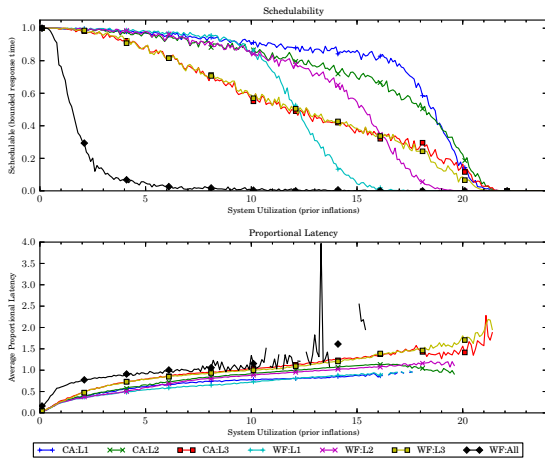 Schedulability
Schedulable (bounded response time)
1.0
0.8
0.6
0.4
0.2
0.0
0 5 10 15 20
System Utilization (prior inflations)
Proportional Latency
Average Proportional Latency
4.0
3.5
3.0
2.5
2.0
1.5
1.0
0.5
0.0
0 5 10 15 20
System Utilization (prior inflations)
CA:L1 CA:L2 CA:L3 WF:L1 WF:L2 WF:L3 WF:All